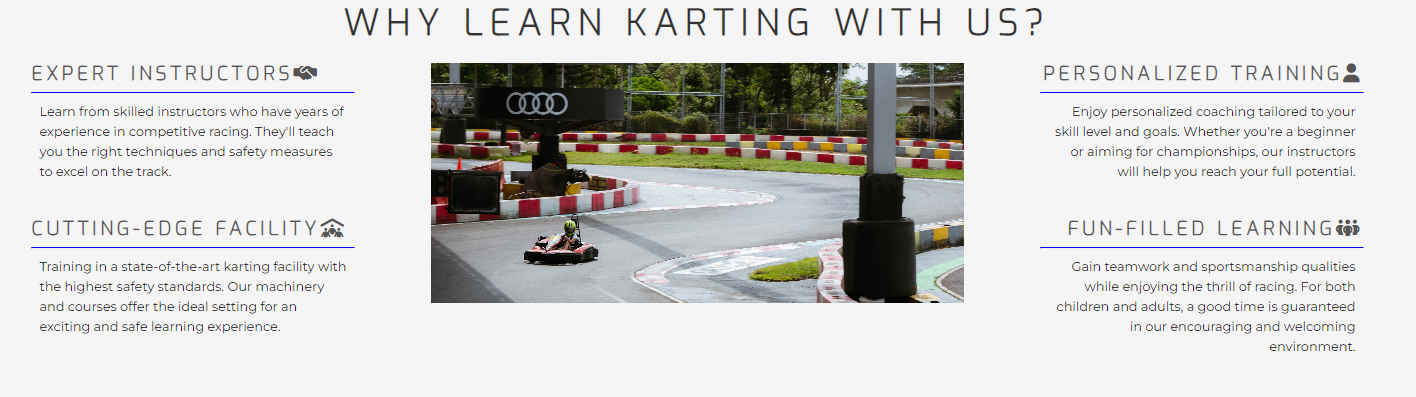 WHY LEARN KARTING WITH US?
EXPERT INSTRUCTORS
Learn from skilled instructors who have years of
experience in competitive racing. They'll teach
you the right techniques and safety measures
to excel on the track.
CUTTING-EDGE FACILITY
Training in a state-of-the-art karting facility with
the highest safety standards. Our machinery
and courses offer the ideal setting for an
exciting and safe learning experience.
PERSONALIZED TRAINING
Enjoy personalized coaching tailored to your
skill level and goals. Whether you're a beginner
or aiming for championships, our instructors
will help you reach your full potential.
FUN-FILLED LEARNING
Gain teamwork and sportsmanship qualities
while enjoying the thrill of racing. For both
children and adults, a good time is guaranteed
in our encouraging and welcoming
environment.